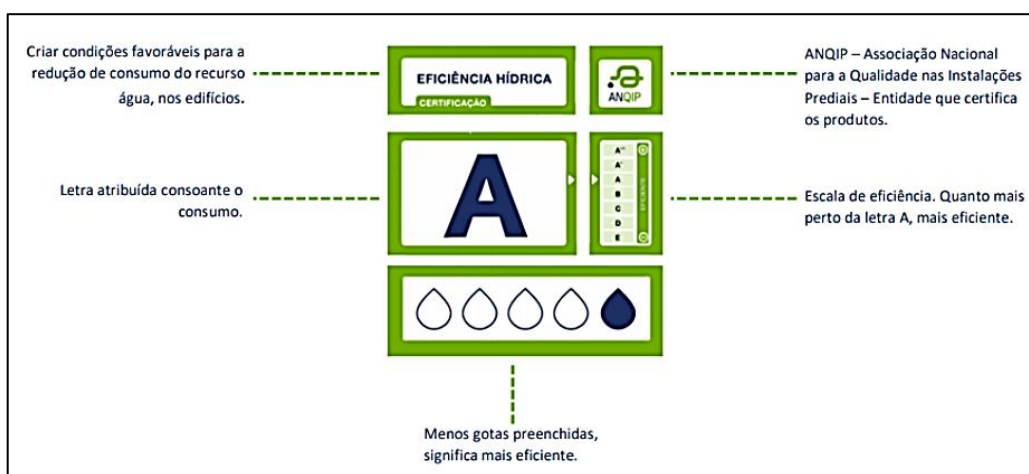 Criar condições favoráveis para a
redução de consumo do recurso
água, nos edifícios.
EFICIÊNCIA HÍDRICA
CERTIFICAÇÃO
ANQIP
ANQIP – Associação Nacional
para a Qualidade nas Instalações
Prediais – Entidade que certifica
os produtos.
Letra atribuída consoante o
consumo.
A
A++
A+
A
B
C
D
E
EFICIENTE
Escala de eficiência. Quanto mais
perto da letra A, mais eficiente.
Menos gotas preenchidas,
significa mais eficiente.